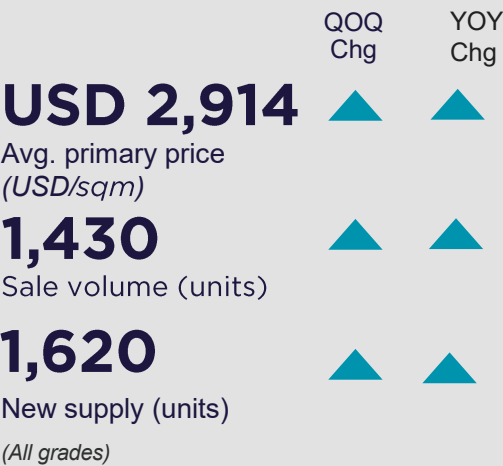 QOQ YOY
Chg Chg
USD 2,914
Avg. primary price
(USD/sqm)
1,430
Sale volume (units)
1,620
New supply (units)
(All grades)